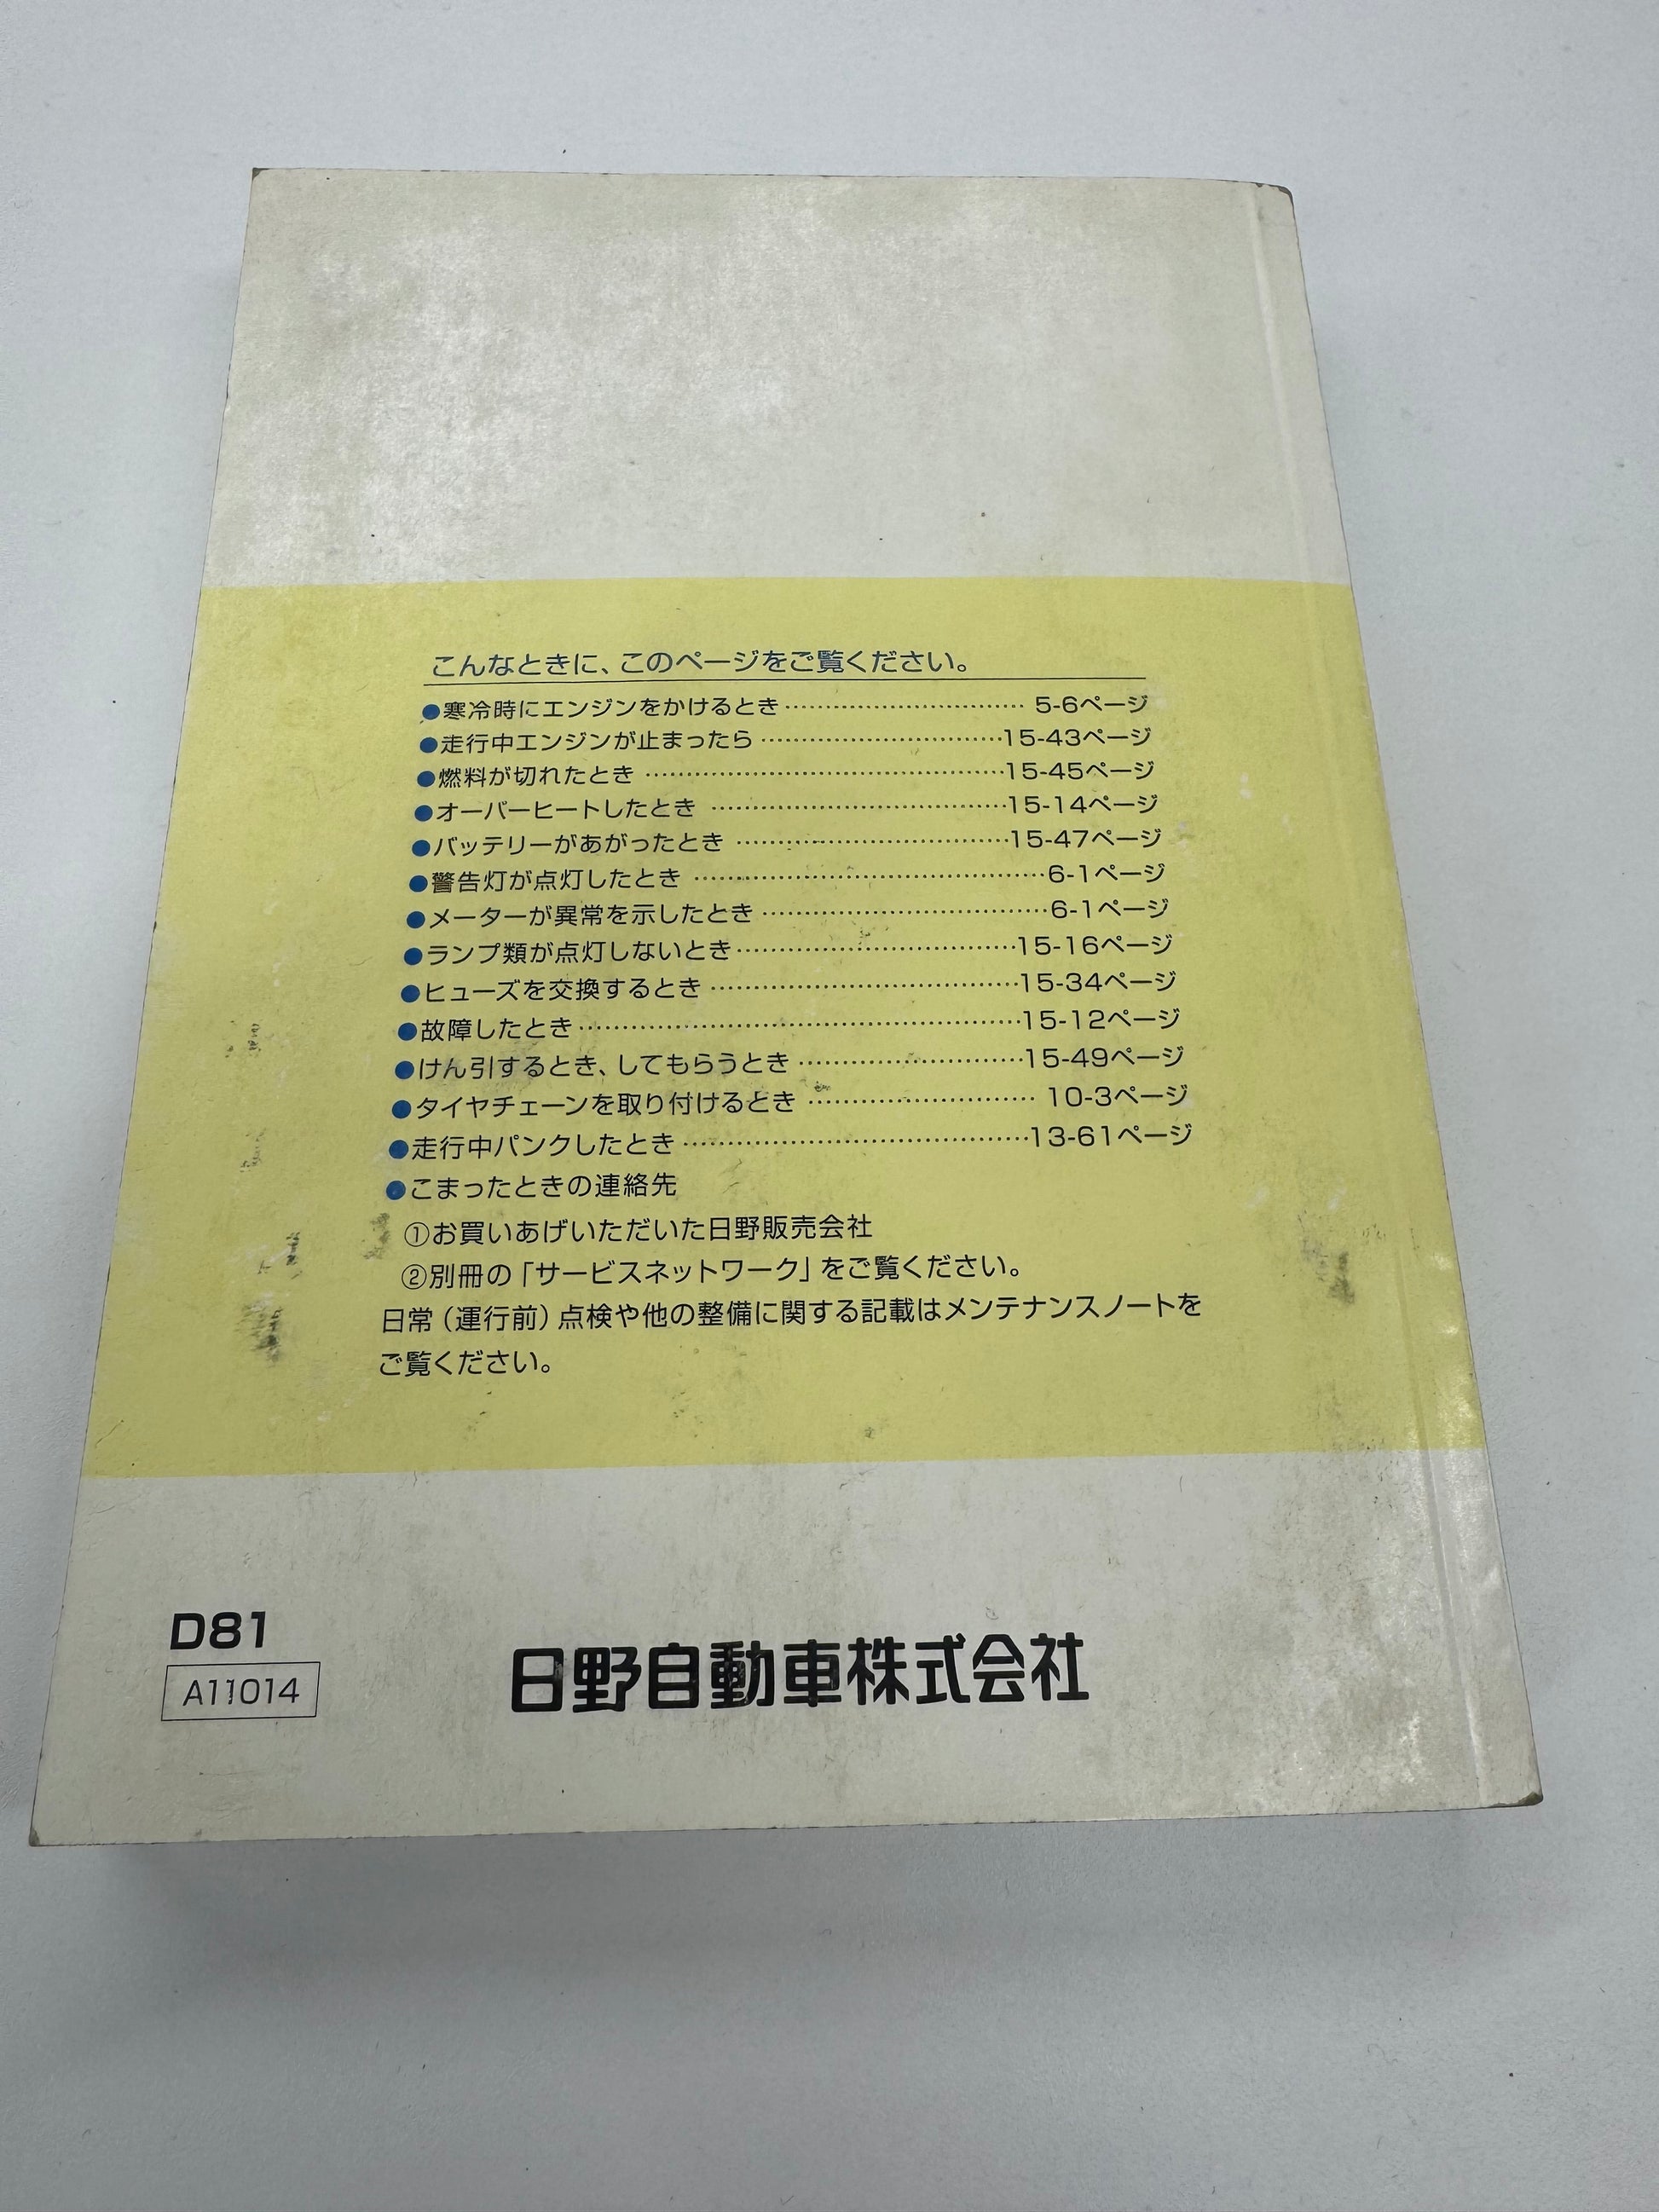 こんなときに、このページをご覧ください。
●寒冷時にエンジンをかけるとき…………………………5-6ページ
●走行中エンジンが止まったら…………………………15-43ページ
●燃料が切れたとき………………………………………15-45ページ
●オーバーヒートしたとき………………………………15-14ページ
●バッテリーがあがったとき……………………………15-47ページ
●警告灯が点灯したとき……………………………………6-1ページ
●メーターが異常を示したとき……………………………6-1ページ
●ランプ類が点灯しないとき……………………………15-16ページ
●ヒューズを交換するとき………………………………15-34ページ
●故障したとき……………………………………………15-12ページ
●けん引するとき、してもらうとき……………………15-49ページ
●タイヤチェーンを取り付けるとき………………………10-3ページ
●走行中パンクしたとき…………………………………13-61ページ
●こまったときの連絡先
①お買いあげいただいた日野販売会社
②別冊の「サービスネットワーク」をご覧ください。
日常(運行前)点検や他の整備に関する記載はメンテナンスノートを
ご覧ください。
D81
A11014
日野自動車株式会社